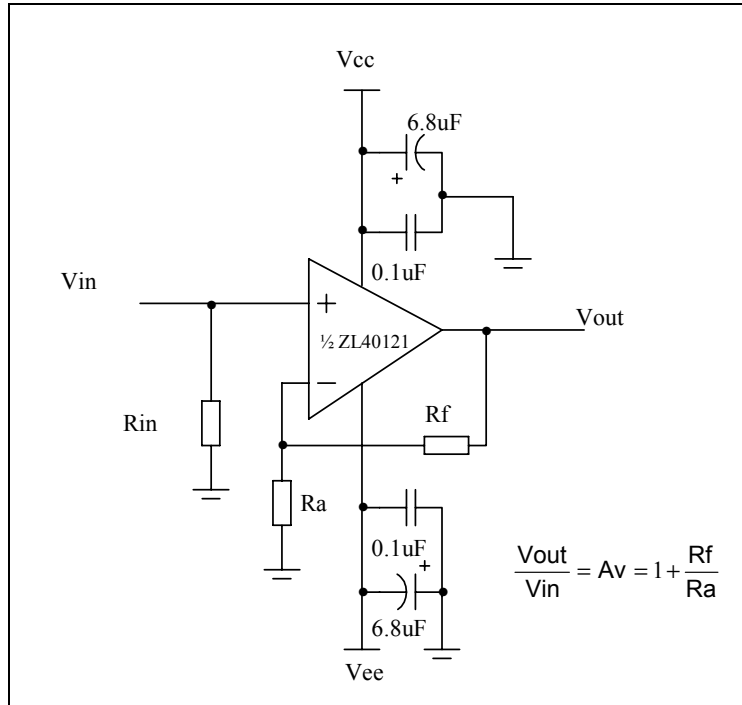 Vcc
6.8uF
+
0.1uF
Vin
+
½ ZL40121
Vout
−
Rf
Rin
Ra
0.1uF
+
6.8uF
Vee
Vout/Vin = Av = 1 + Rf/Ra